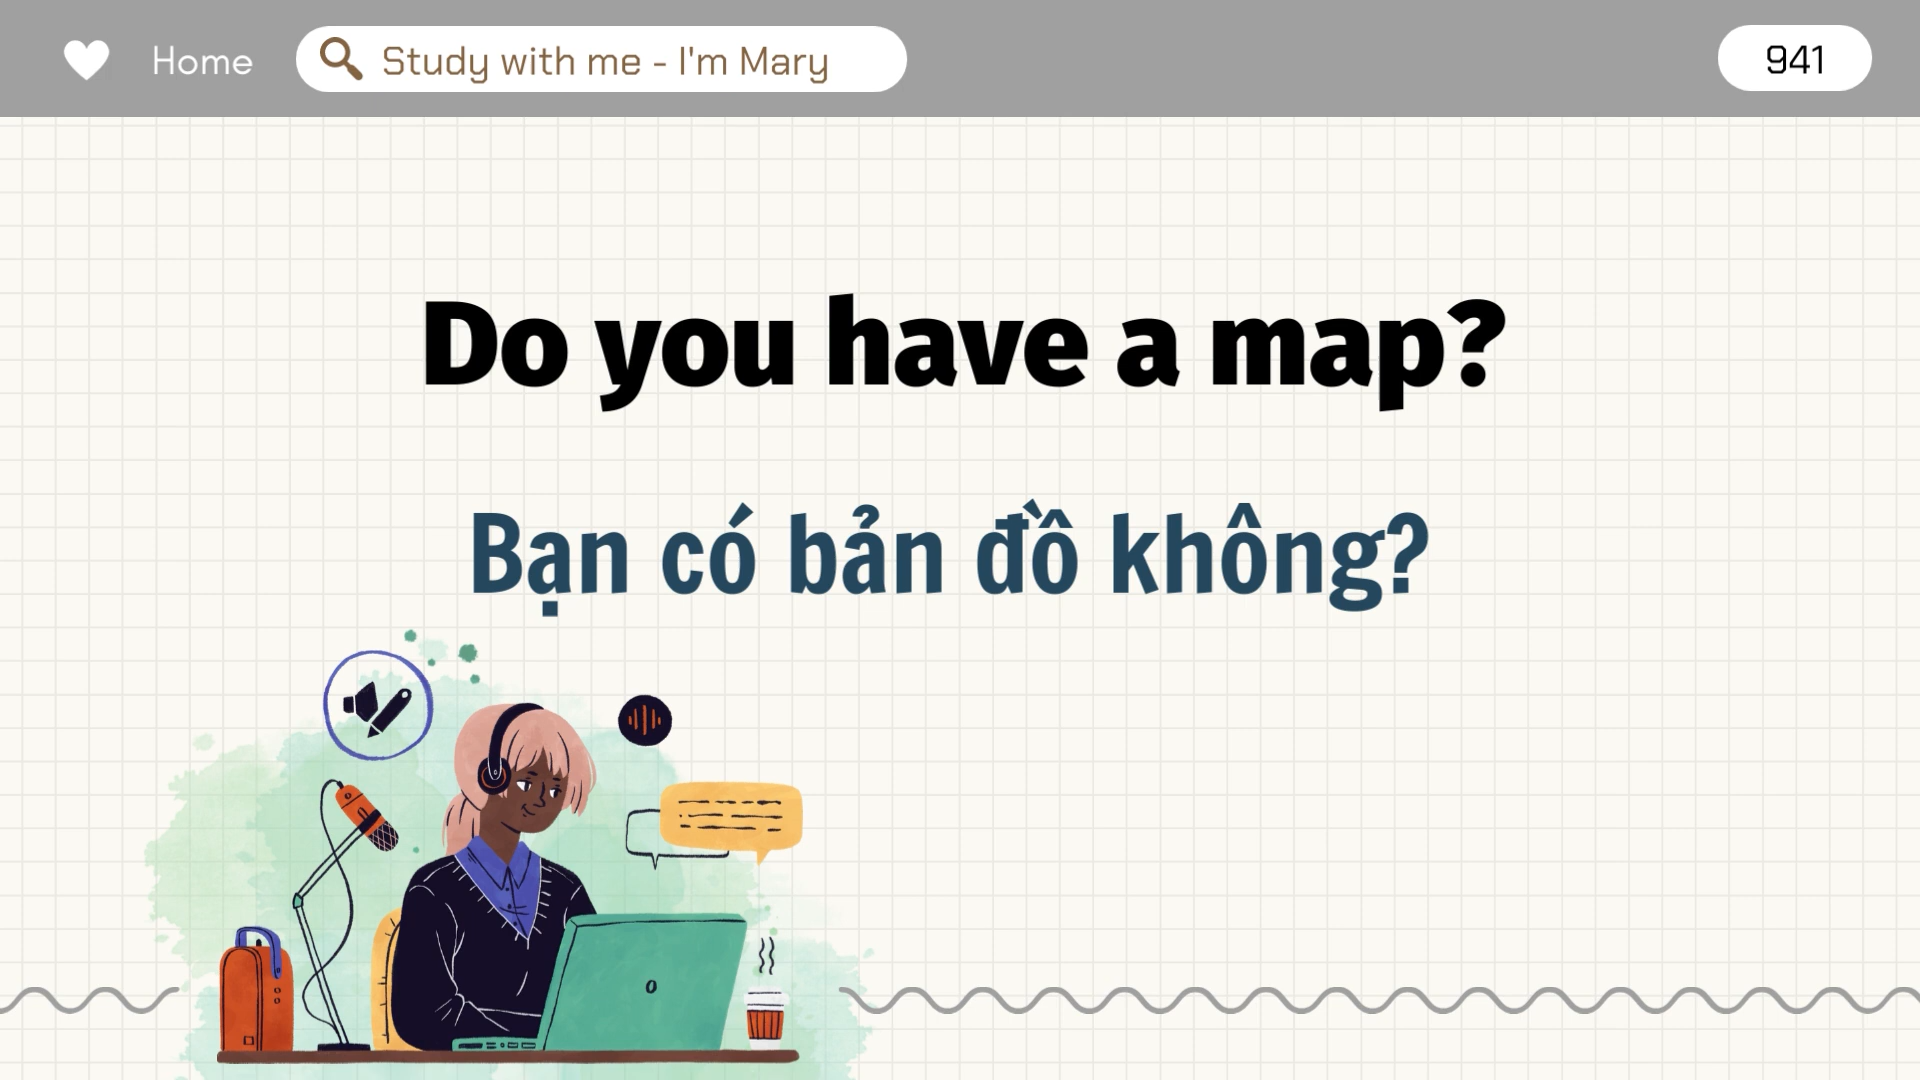 Home
Study with me - I'm Mary
941
Do you have a map?
Bạn có bản đồ không?